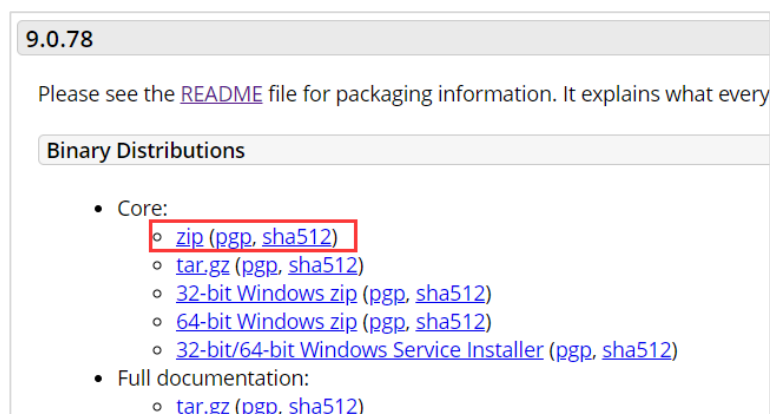 9.0.78
Please see the README file for packaging information. It explains what every
Binary Distributions
Core:
zip (pgp, sha512)
tar.gz (pgp, sha512)
32-bit Windows zip (pgp, sha512)
64-bit Windows zip (pgp, sha512)
32-bit/64-bit Windows Service Installer (pgp, sha512)
Full documentation:
tar.gz (pgp, sha512)